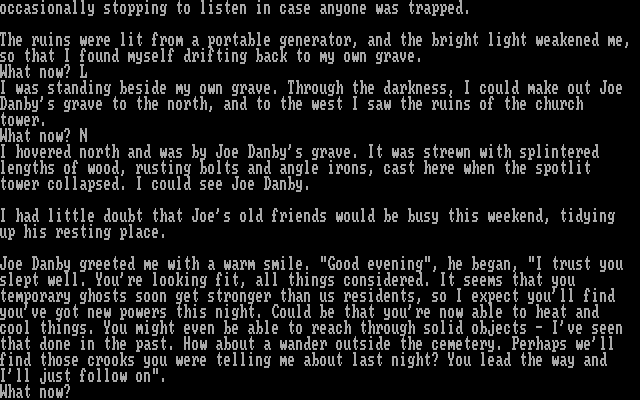 occasionally stopping to listen in case anyone was trapped.
The ruins were lit from a portable generator, and the bright light weakened me,
so that I found myself drifting back to my own grave.
What now? L
I was standing beside my own grave. Through the darkness, I could make out Joe
Danby's grave to the north, and to the west I saw the ruins of the church
tower.
What now? N
I hovered north and was by Joe Danby's grave. It was strewn with splintered
lengths of wood, rusting bolts and angle irons, cast here when the spotlit
tower collapsed. I could see Joe Danby.
I had little doubt that Joe's old friends would be busy this weekend, tidying
up his resting place.
Joe Danby greeted me with a warm smile. "Good evening", he began, "I trust you
slept well. You're looking fit, all things considered. It seems that you
temporary ghosts soon get stronger than us residents, so I expect you'll find
you've got new powers this night. Could be that you're now able to heat and
cool things. You might even be able to reach through solid objects - I've seen
that done in the past. How about a wander outside the cemetery. Perhaps we'll
find those crooks you were telling me about last night? You lead the way and
I'll just follow on".
What now?